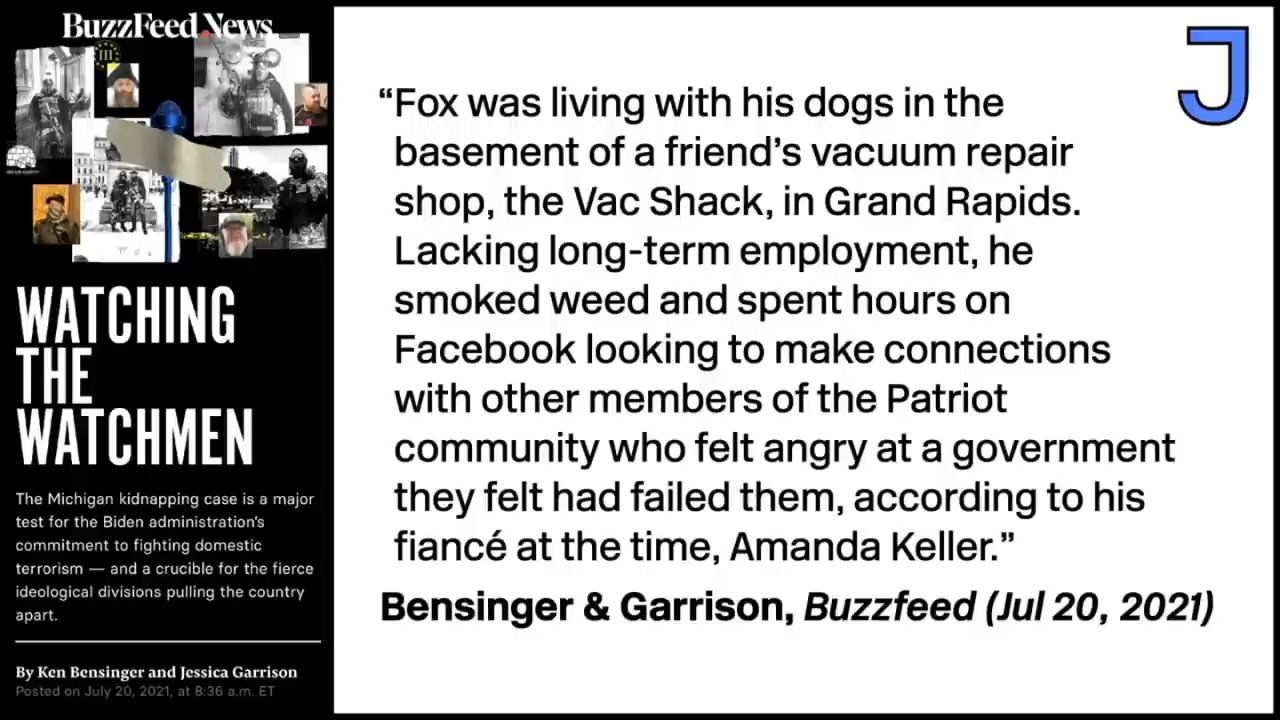 BuzzFeed News
III
J
WATCHING
THE
WATCHMEN
The Michigan kidnapping case is a major
test for the Biden administration’s
commitment to fighting domestic
terrorism — and a crucible for the fierce
ideological divisions pulling the country
apart.
By Ken Bensinger and Jessica Garrison
Posted on July 20, 2021, at 8:36 a.m. ET
“Fox was living with his dogs in the
basement of a friend’s vacuum repair
shop, the Vac Shack, in Grand Rapids.
Lacking long-term employment, he
smoked weed and spent hours on
Facebook looking to make connections
with other members of the Patriot
community who felt angry at a government
they felt had failed them, according to his
fiancé at the time, Amanda Keller.”
Bensinger & Garrison, Buzzfeed (Jul 20, 2021)